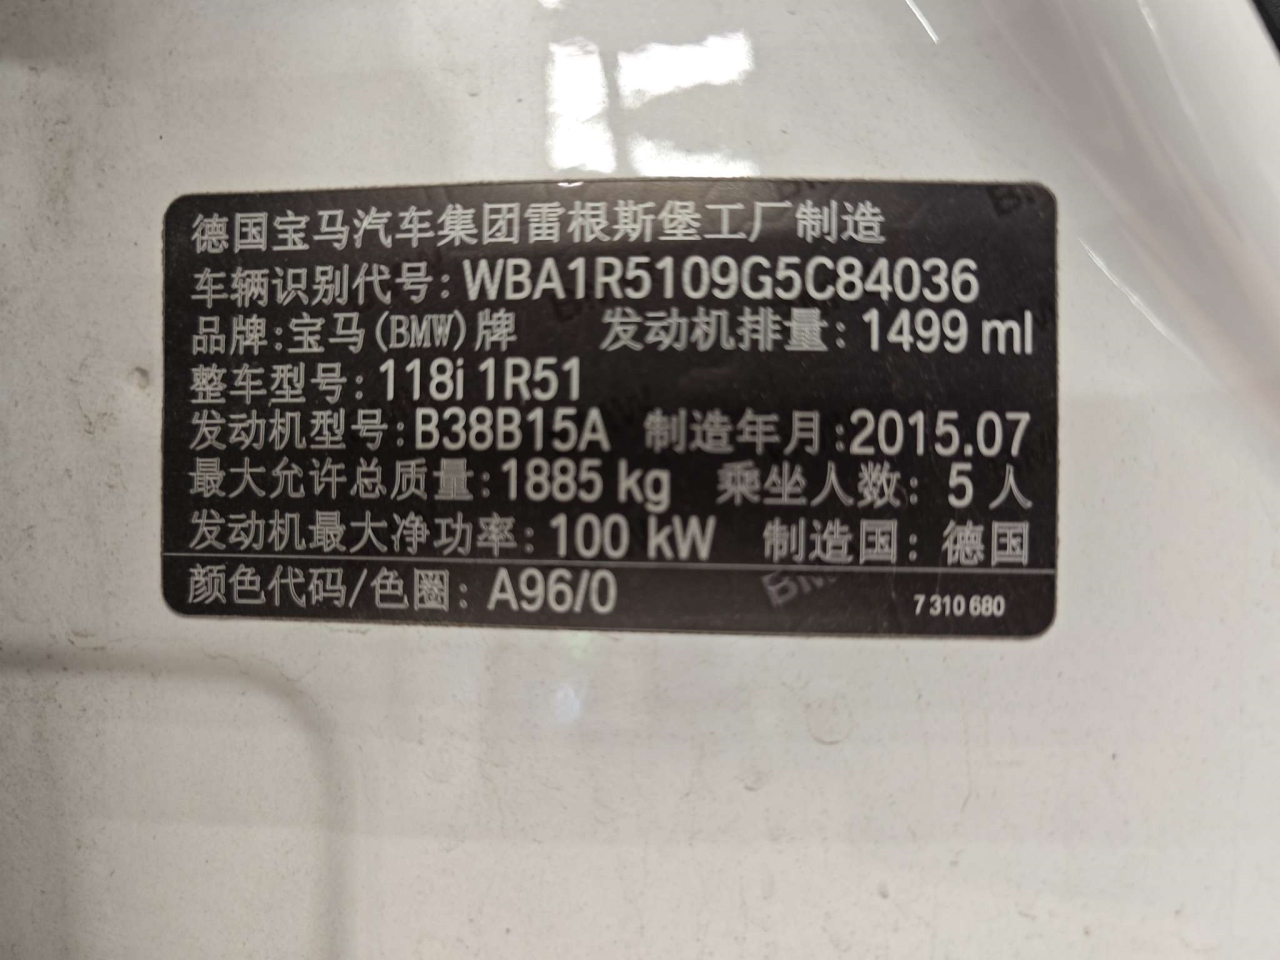 德国宝马汽车集团雷根斯堡工厂制造
车辆识别代号:WBA1R5109G5C84036
品牌:宝马(BMW)牌 发动机排量:1499 ml
整车型号:118i 1R51
发动机型号:B38B15A 制造年月:2015.07
最大允许总质量:1885 kg 乘坐人数:5 人
发动机最大净功率:100 kW 制造国:德国
颜色代码/色圈:A96/0
7 310 680